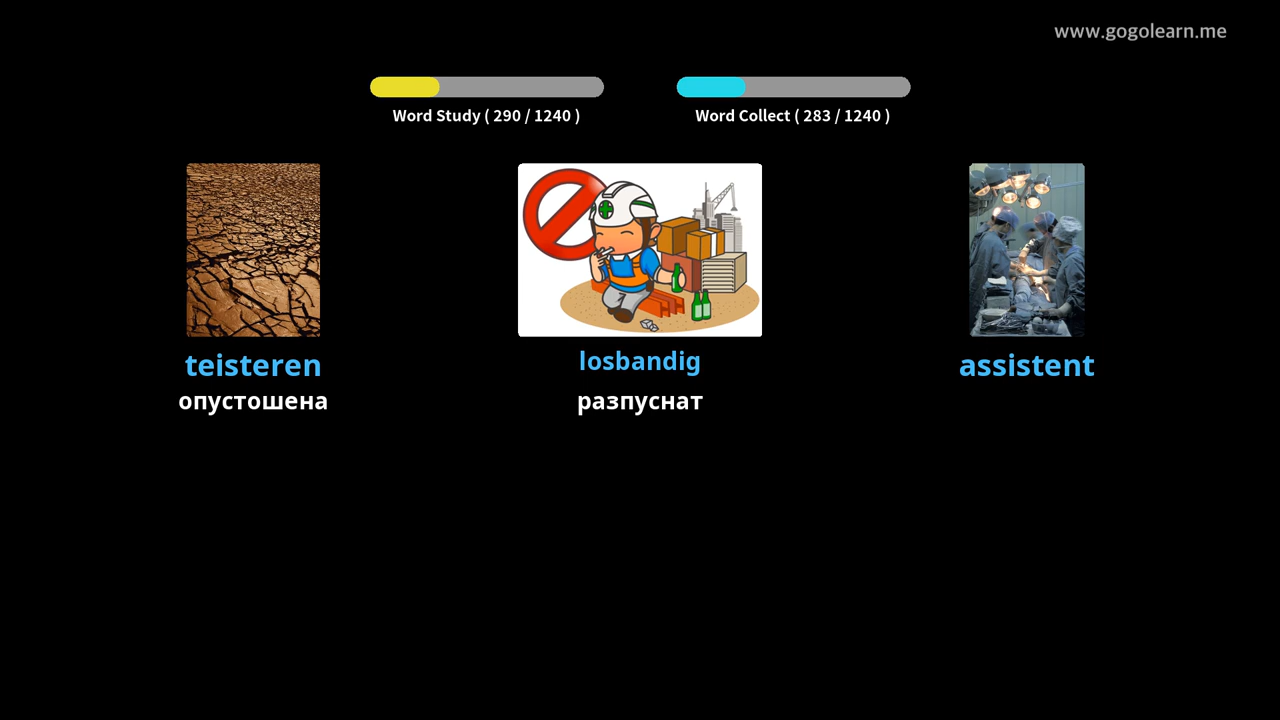 www.gogolearn.me
Word Study ( 290 / 1240 )
Word Collect ( 283 / 1240 )
teisteren
опустошена
losbandig
разпуснат
assistent